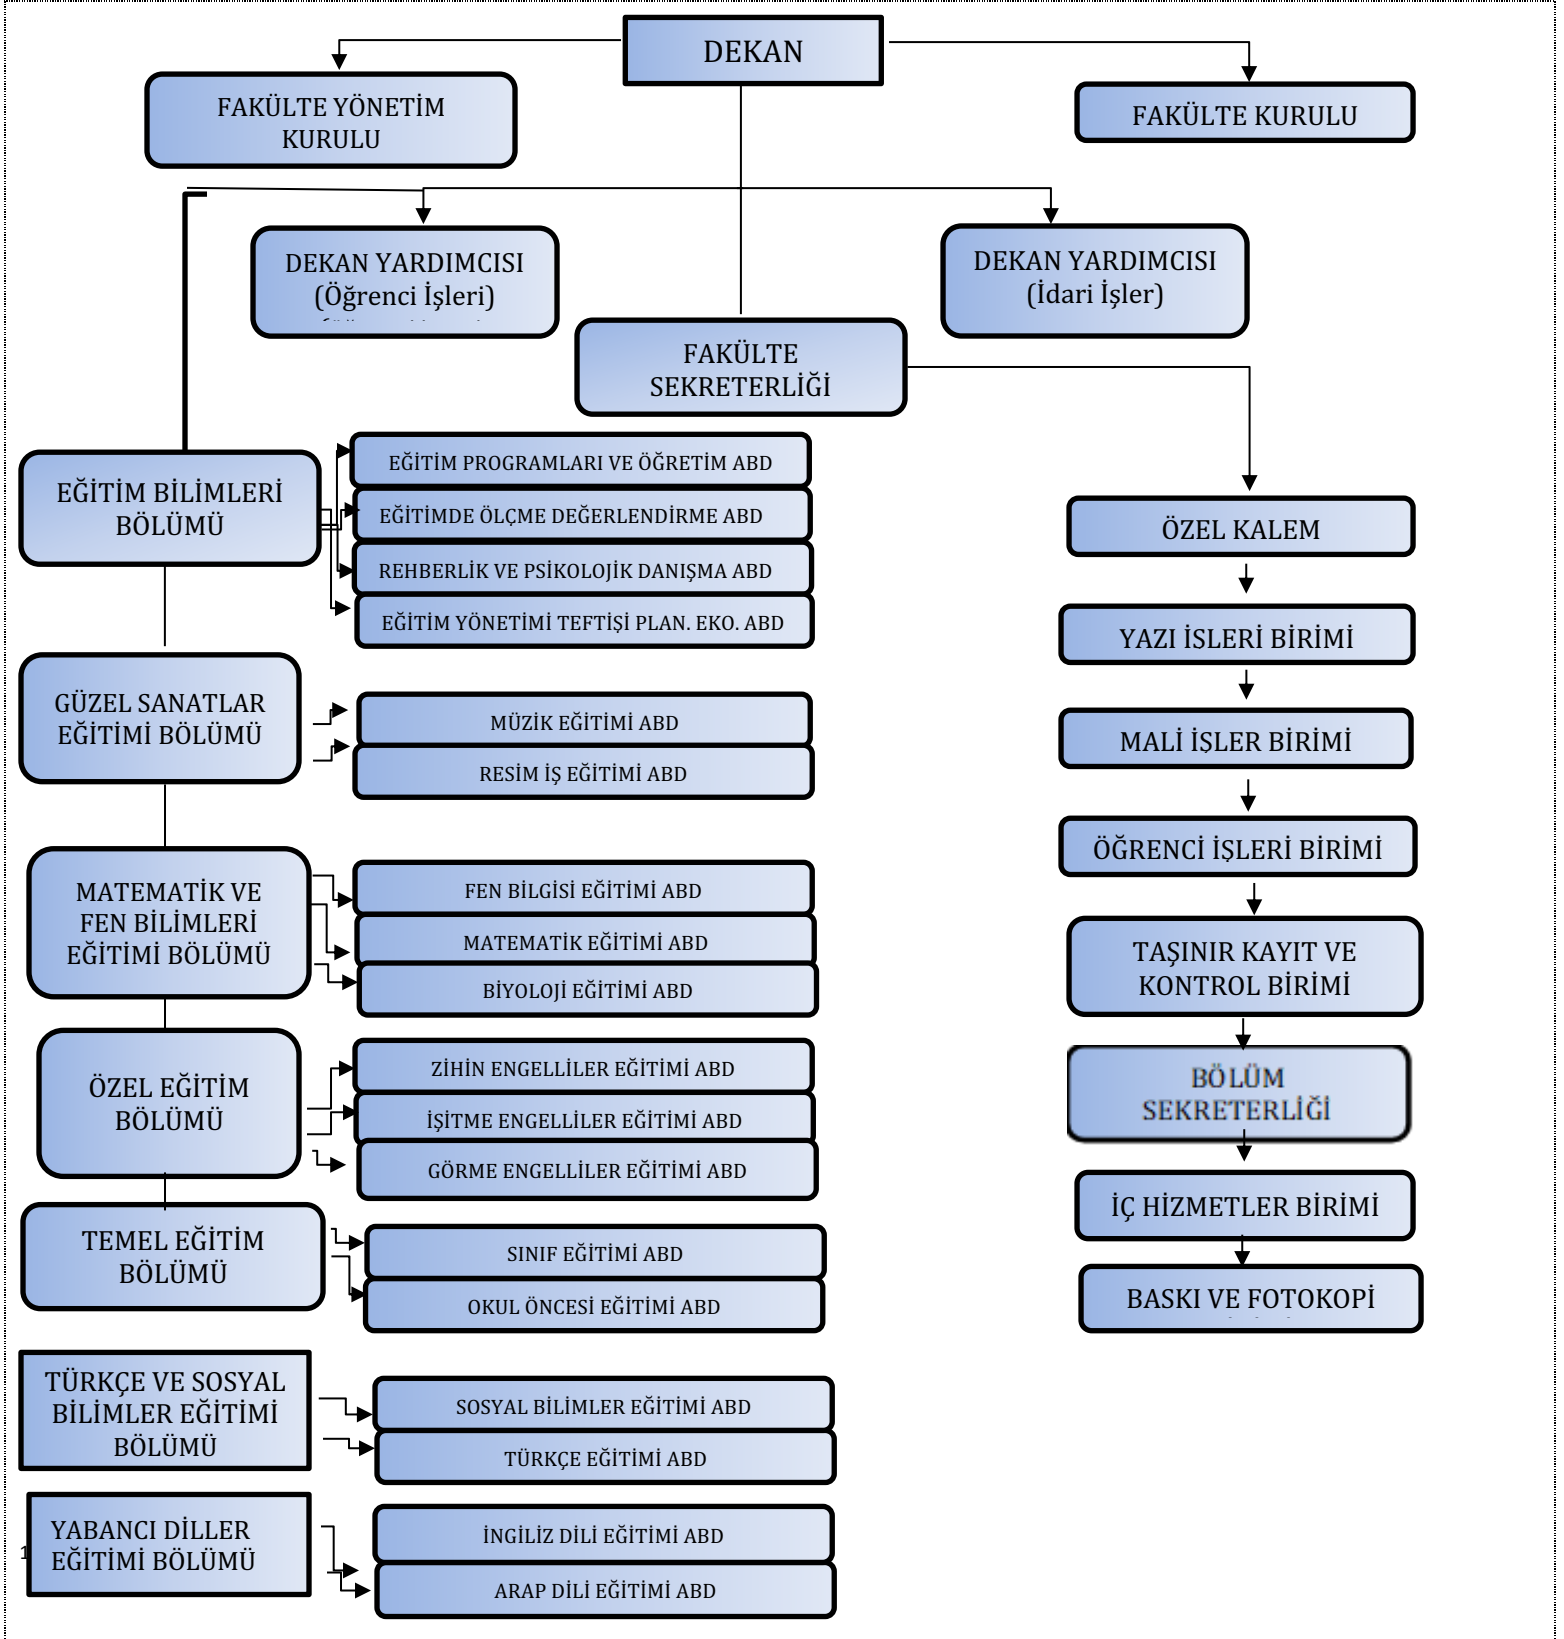 DEKAN
FAKÜLTE YÖNETİM
KURULU
FAKÜLTE KURULU
DEKAN YARDIMCISI
(Öğrenci İşleri)
DEKAN YARDIMCISI
(İdari İşler)
FAKÜLTE
SEKRETERLİĞİ
EĞİTİM BİLİMLERİ
BÖLÜMÜ
EĞİTİM PROGRAMLARI VE ÖĞRETİM ABD
EĞİTİMDE ÖLÇME DEĞERLENDİRME ABD
REHBERLİK VE PSİKOLOJİK DANIŞMA ABD
EĞİTİM YÖNETİMİ TEFTİŞİ PLAN. EKO. ABD
GÜZEL SANATLAR
EĞİTİMİ BÖLÜMÜ
MÜZİK EĞİTİMİ ABD
RESİM İŞ EĞİTİMİ ABD
MATEMATİK VE
FEN BİLİMLERİ
EĞİTİMİ BÖLÜMÜ
FEN BİLGİSİ EĞİTİMİ ABD
MATEMATİK EĞİTİMİ ABD
BİYOLOJİ EĞİTİMİ ABD
ÖZEL EĞİTİM
BÖLÜMÜ
ZİHİN ENGELLİLER EĞİTİMİ ABD
İŞİTME ENGELLİLER EĞİTİMİ ABD
GÖRME ENGELLİLER EĞİTİMİ ABD
TEMEL EĞİTİM
BÖLÜMÜ
SINIF EĞİTİMİ ABD
OKUL ÖNCESİ EĞİTİMİ ABD
TÜRKÇE VE SOSYAL
BİLİMLER EĞİTİMİ
BÖLÜMÜ
SOSYAL BİLİMLER EĞİTİMİ ABD
TÜRKÇE EĞİTİMİ ABD
YABANCI DİLLER
EĞİTİMİ BÖLÜMÜ
İNGİLİZ DİLİ EĞİTİMİ ABD
ARAP DİLİ EĞİTİMİ ABD
1
ÖZEL KALEM
YAZI İŞLERİ BİRİMİ
MALİ İŞLER BİRİMİ
ÖĞRENCİ İŞLERİ BİRİMİ
TAŞINIR KAYIT VE
KONTROL BİRİMİ
BÖLÜM
SEKRETERLİĞİ
İÇ HİZMETLER BİRİMİ
BASKI VE FOTOKOPİ